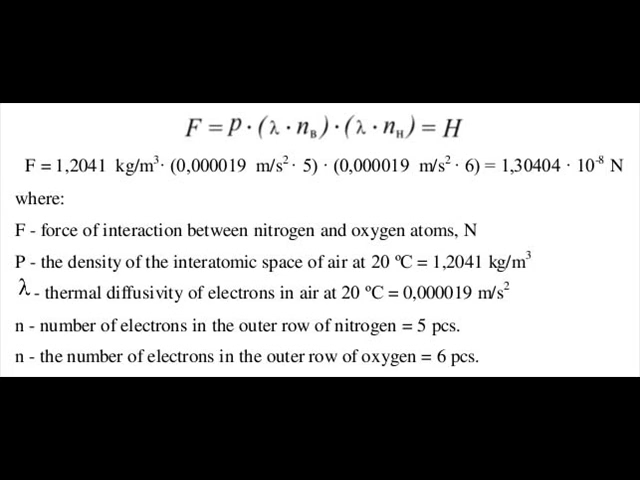 F = P · (λ · nв) · (λ · nн) = H
F = 1,2041 kg/m³· (0,000019 m/s²· 5) · (0,000019 m/s²· 6) = 1,30404 · 10⁻⁸ N
where:
F - force of interaction between nitrogen and oxygen atoms, N
P - the density of the interatomic space of air at 20 ºC = 1,2041 kg/m³
λ - thermal diffusivity of electrons in air at 20 ºC = 0,000019 m/s²
n - number of electrons in the outer row of nitrogen = 5 pcs.
n - the number of electrons in the outer row of oxygen = 6 pcs.